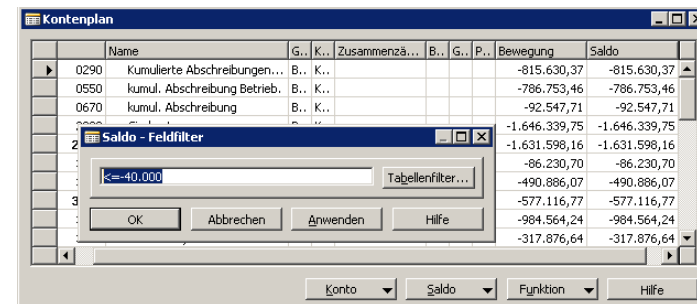 Kontenplan
Name G.. K.. Zusammenzä... B.. G.. P.. Bewegung Saldo
0290 Kumulierte Abschreibungen... B.. K.. -815.630,37 -815.630,37
0550 kumul. Abschreibung Betrieb. B.. K.. -786.753,46 -786.753,46
0670 kumul. Abschreibung B.. K.. -92.547,71 -92.547,71
-1.646.339,75 -1.646.339,75
Saldo - Feldfilter
2 -1.631.598,16 -1.631.598,16
-86.230,70 -86.230,70
<=-40.000 Tabellenfilter...
-490.886,07 -490.886,07
3 -577.116,77 -577.116,77
OK Abbrechen Anwenden Hilfe
-984.564,24 -984.564,24
-317.876,64 -317.876,64
Konto Saldo Funktion Hilfe